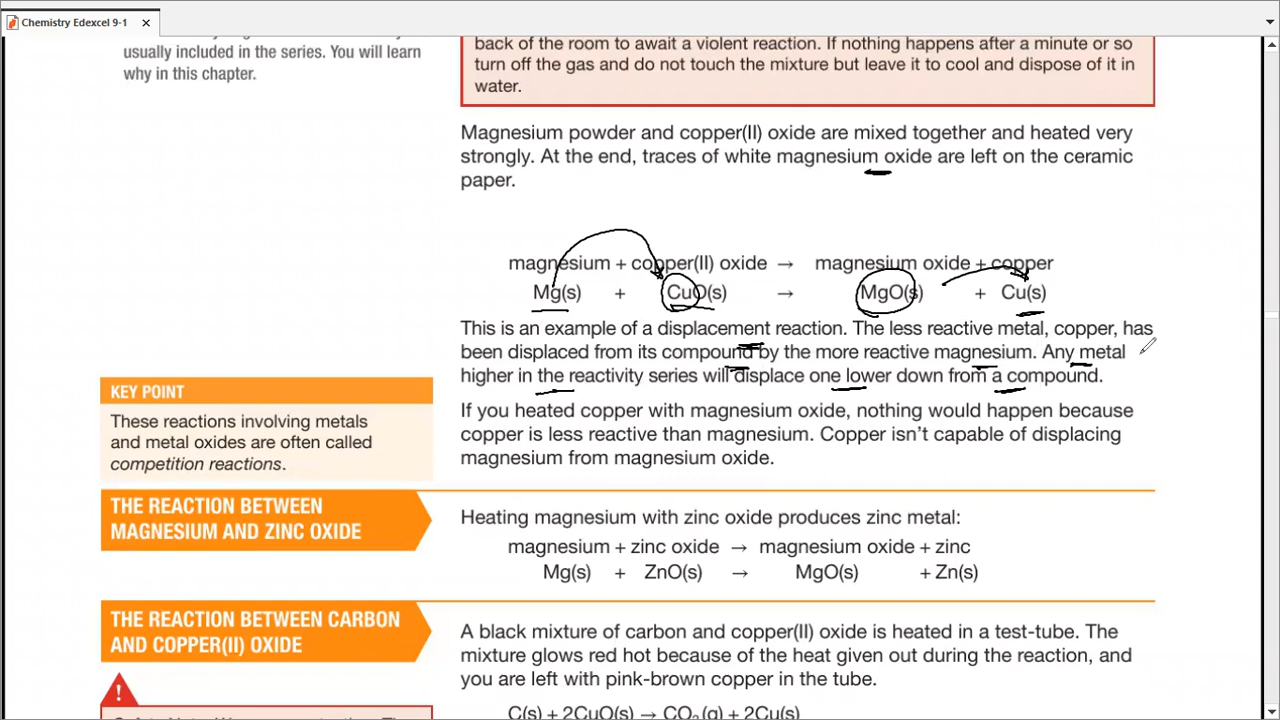 Chemistry Edexcel 9-1
usually included in the series. You will learn
why in this chapter.
back of the room to await a violent reaction. If nothing happens after a minute or so
turn off the gas and do not touch the mixture but leave it to cool and dispose of it in
water.
Magnesium powder and copper(II) oxide are mixed together and heated very
strongly. At the end, traces of white magnesium oxide are left on the ceramic
paper.
magnesium + copper(II) oxide → magnesium oxide + copper
Mg(s) + CuO(s) → MgO(s) + Cu(s)
This is an example of a displacement reaction. The less reactive metal, copper, has
been displaced from its compound by the more reactive magnesium. Any metal
higher in the reactivity series will displace one lower down from a compound.
KEY POINT
These reactions involving metals
and metal oxides are often called
competition reactions.
If you heated copper with magnesium oxide, nothing would happen because
copper is less reactive than magnesium. Copper isn't capable of displacing
magnesium from magnesium oxide.
THE REACTION BETWEEN
MAGNESIUM AND ZINC OXIDE
Heating magnesium with zinc oxide produces zinc metal:
magnesium + zinc oxide → magnesium oxide + zinc
Mg(s) + ZnO(s) → MgO(s) + Zn(s)
THE REACTION BETWEEN CARBON
AND COPPER(II) OXIDE
A black mixture of carbon and copper(II) oxide is heated in a test-tube. The
mixture glows red hot because of the heat given out during the reaction, and
you are left with pink-brown copper in the tube.
C(s) + 2CuO(s) → CO₂(g) + 2Cu(s)